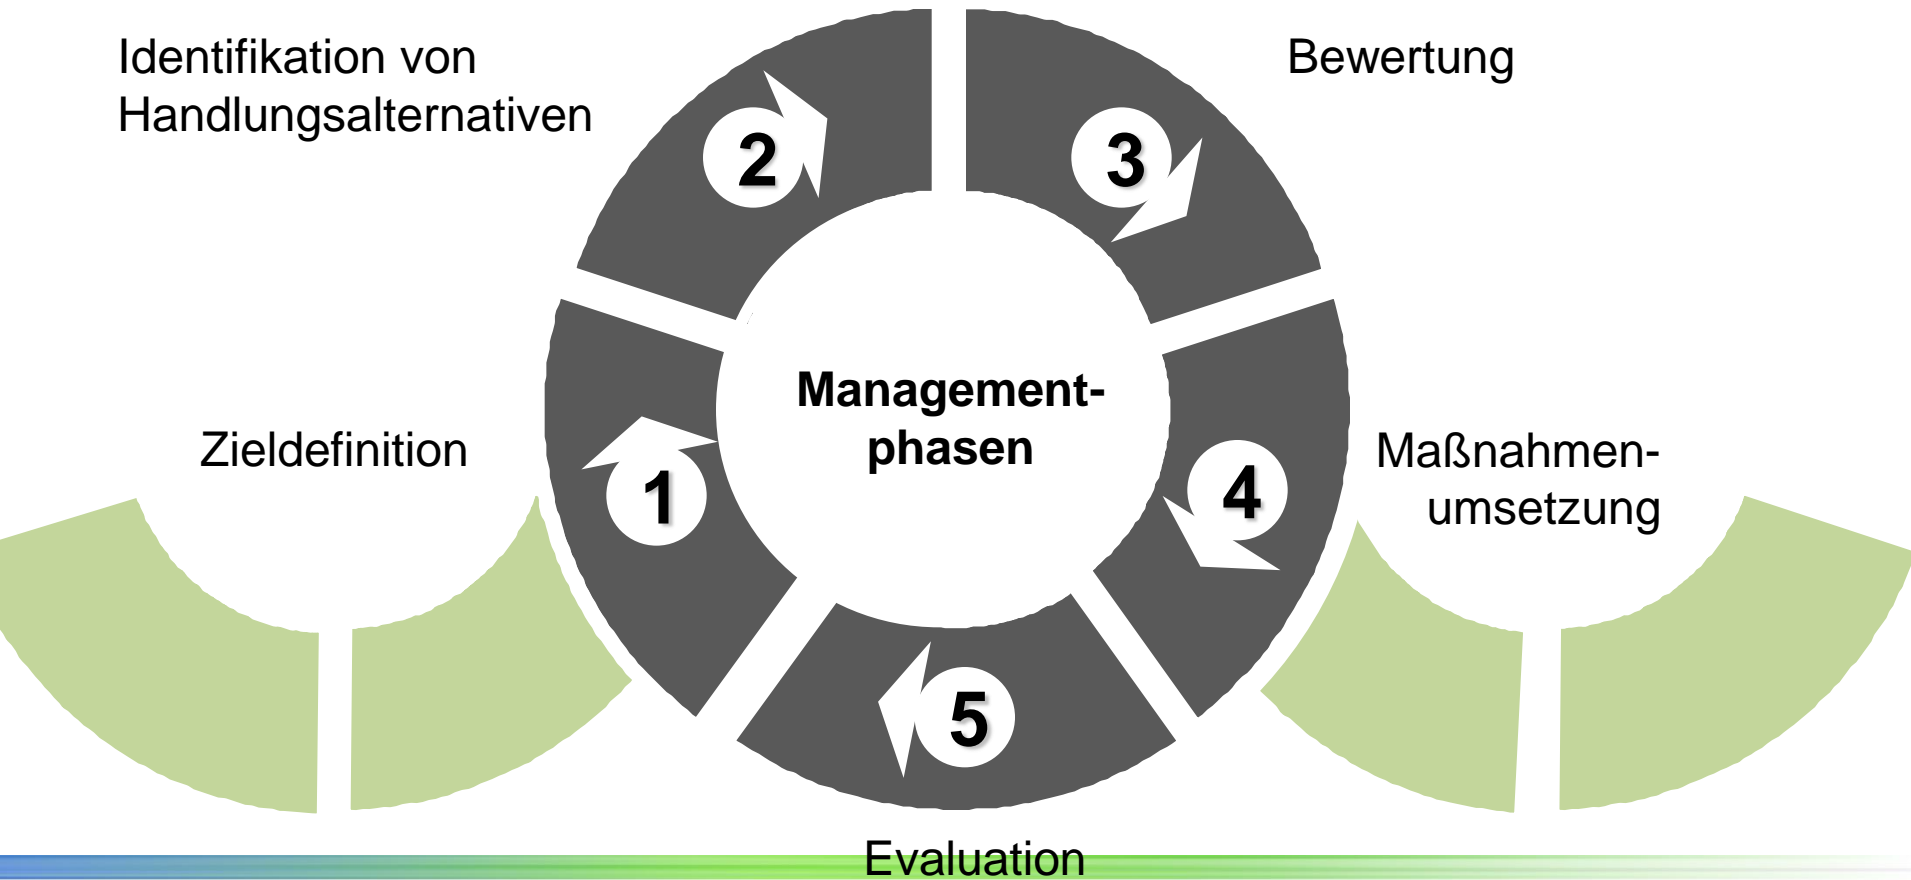 Identifikation von
Handlungsalternativen
Bewertung
2
3
Management-
phasen
Zieldefinition
1
4
Maßnahmen-
umsetzung
5
Evaluation